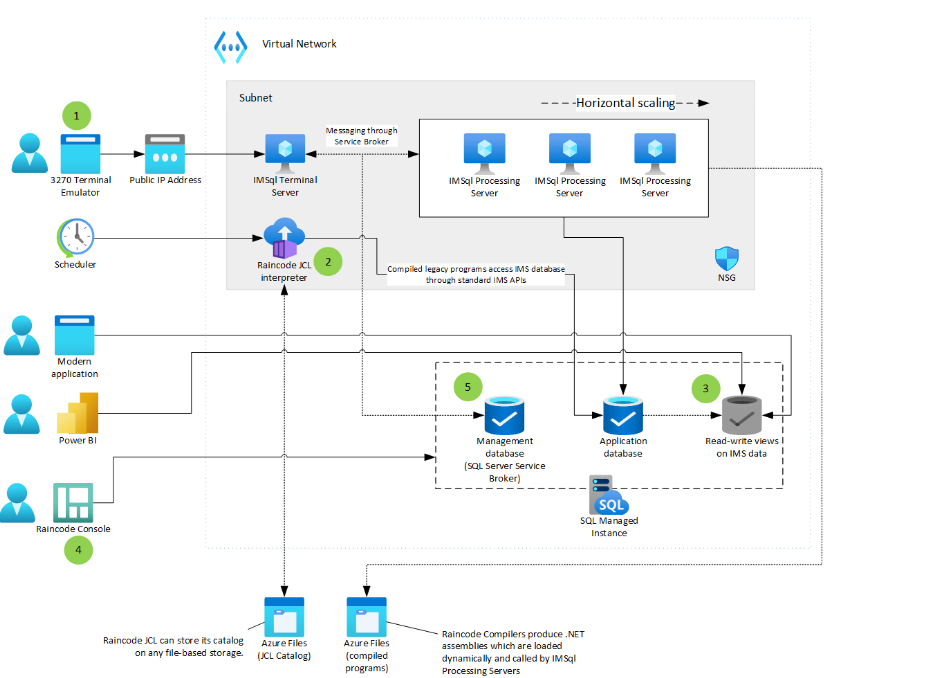 Virtual Network
Subnet
Horizontal scaling
1
Messaging through
Service Broker
3270 Terminal
Emulator
Public IP Address
IMSql Terminal
Server
IMSql Processing
Server
IMSql Processing
Server
IMSql Processing
Server
Scheduler
Raincode JCL
interpreter
2
Compiled legacy programs access IMS database
through standard IMS APIs
NSG
Modern
application
Power BI
5
3
Management
database
(SQL Server Service
Broker)
Application
database
Read-write views
on IMS data
SQL
SQL Managed
Instance
Raincode Console
4
Raincode JCL can store its catalog
on any file-based storage.
Azure Files
(JCL Catalog)
Azure Files
(compiled
programs)
Raincode Compilers produce .NET
assemblies which are loaded
dynamically and called by IMSql
Processing Servers